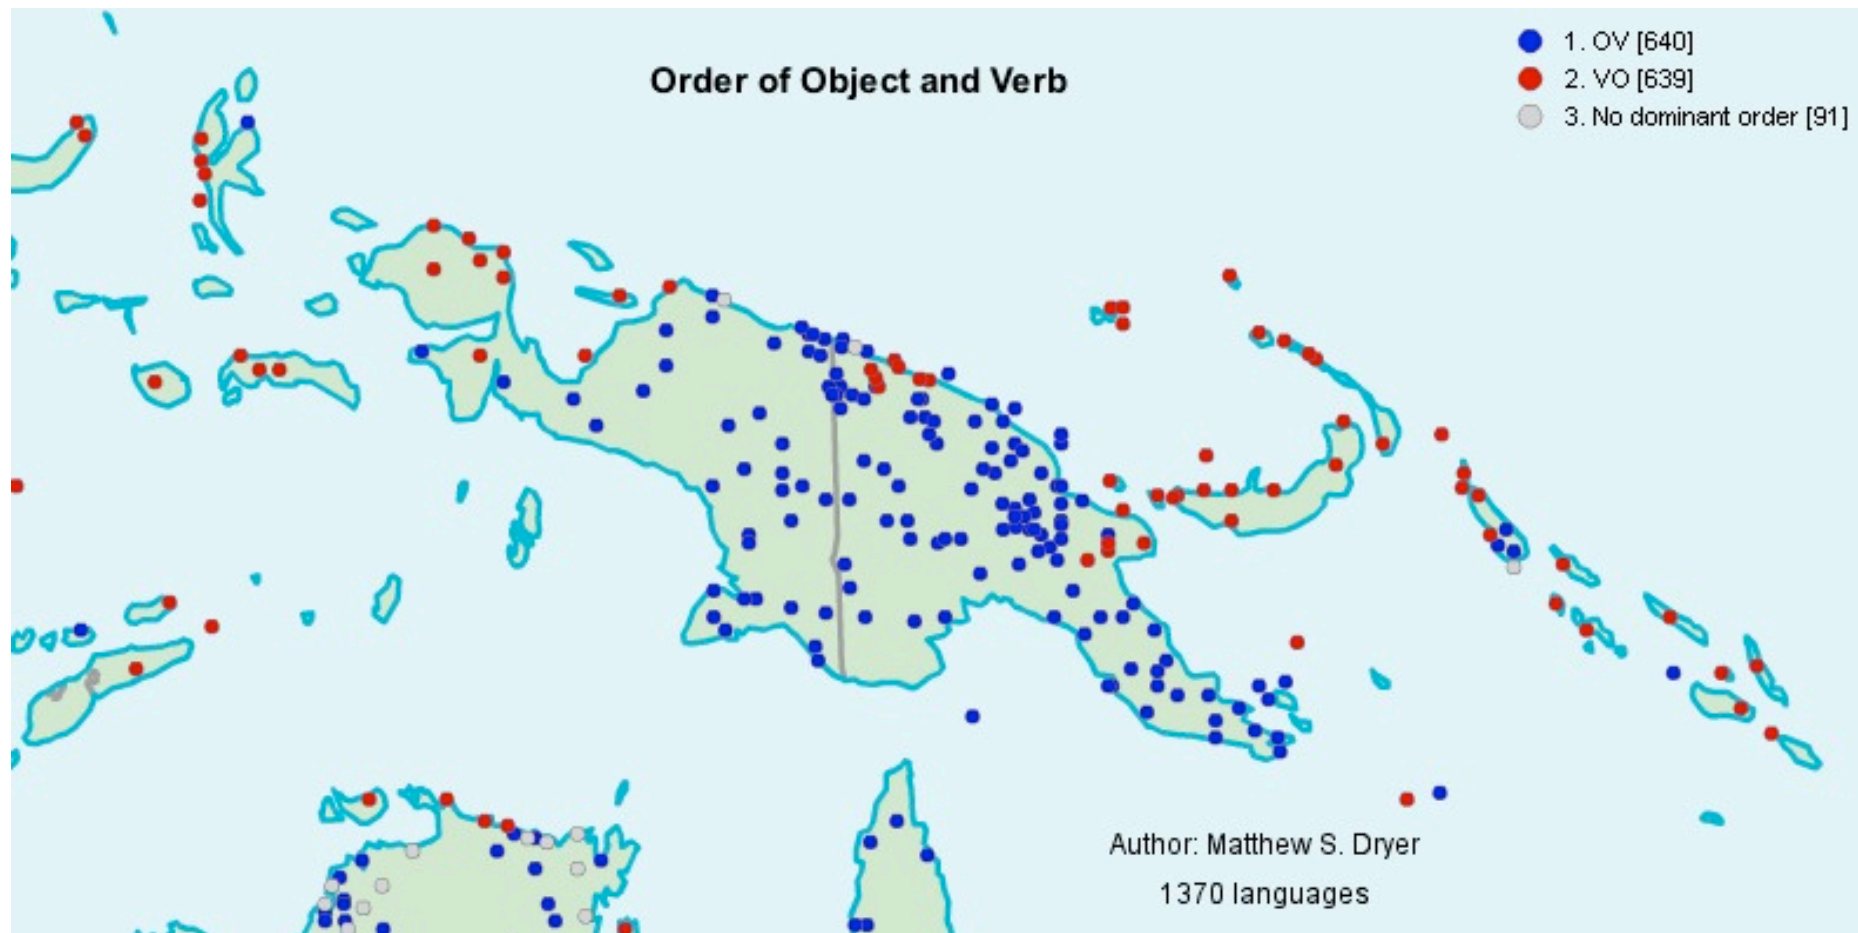 Order of Object and Verb
1. OV [640]
2. VO [639]
3. No dominant order [91]
Author: Matthew S. Dryer
1370 languages